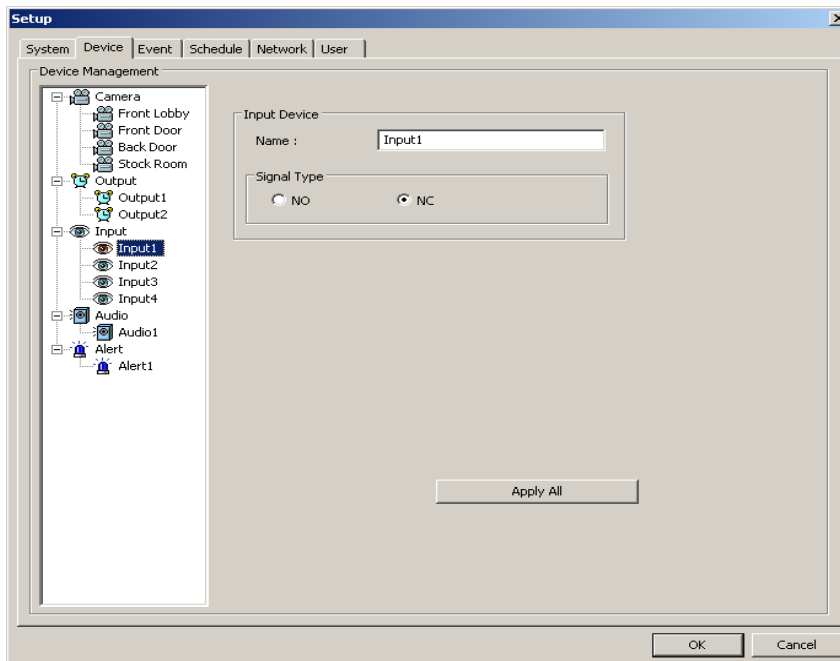 Setup
System Device Event Schedule Network User
Device Management
Camera
Front Lobby
Front Door
Back Door
Stock Room
Output
Output1
Output2
Input
Input1
Input2
Input3
Input4
Audio
Audio1
Alert
Alert1
Input Device
Name : Input1
Signal Type
NO NC
Apply All
OK Cancel